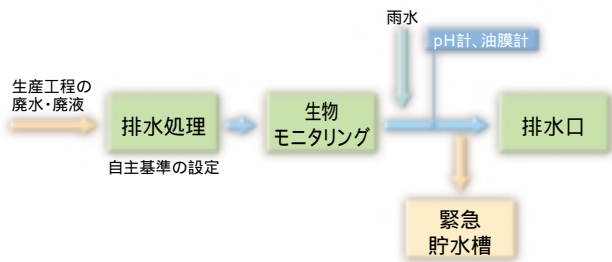 雨水
pH計、油膜計
生産工程の
廃水・廃液
排水処理
生物
モニタリング
排水口
自主基準の設定
緊急
貯水槽